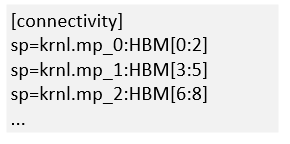 [connectivity]
sp=krnl.mp_0:HBM[0:2]
sp=krnl.mp_1:HBM[3:5]
sp=krnl.mp_2:HBM[6:8]
...